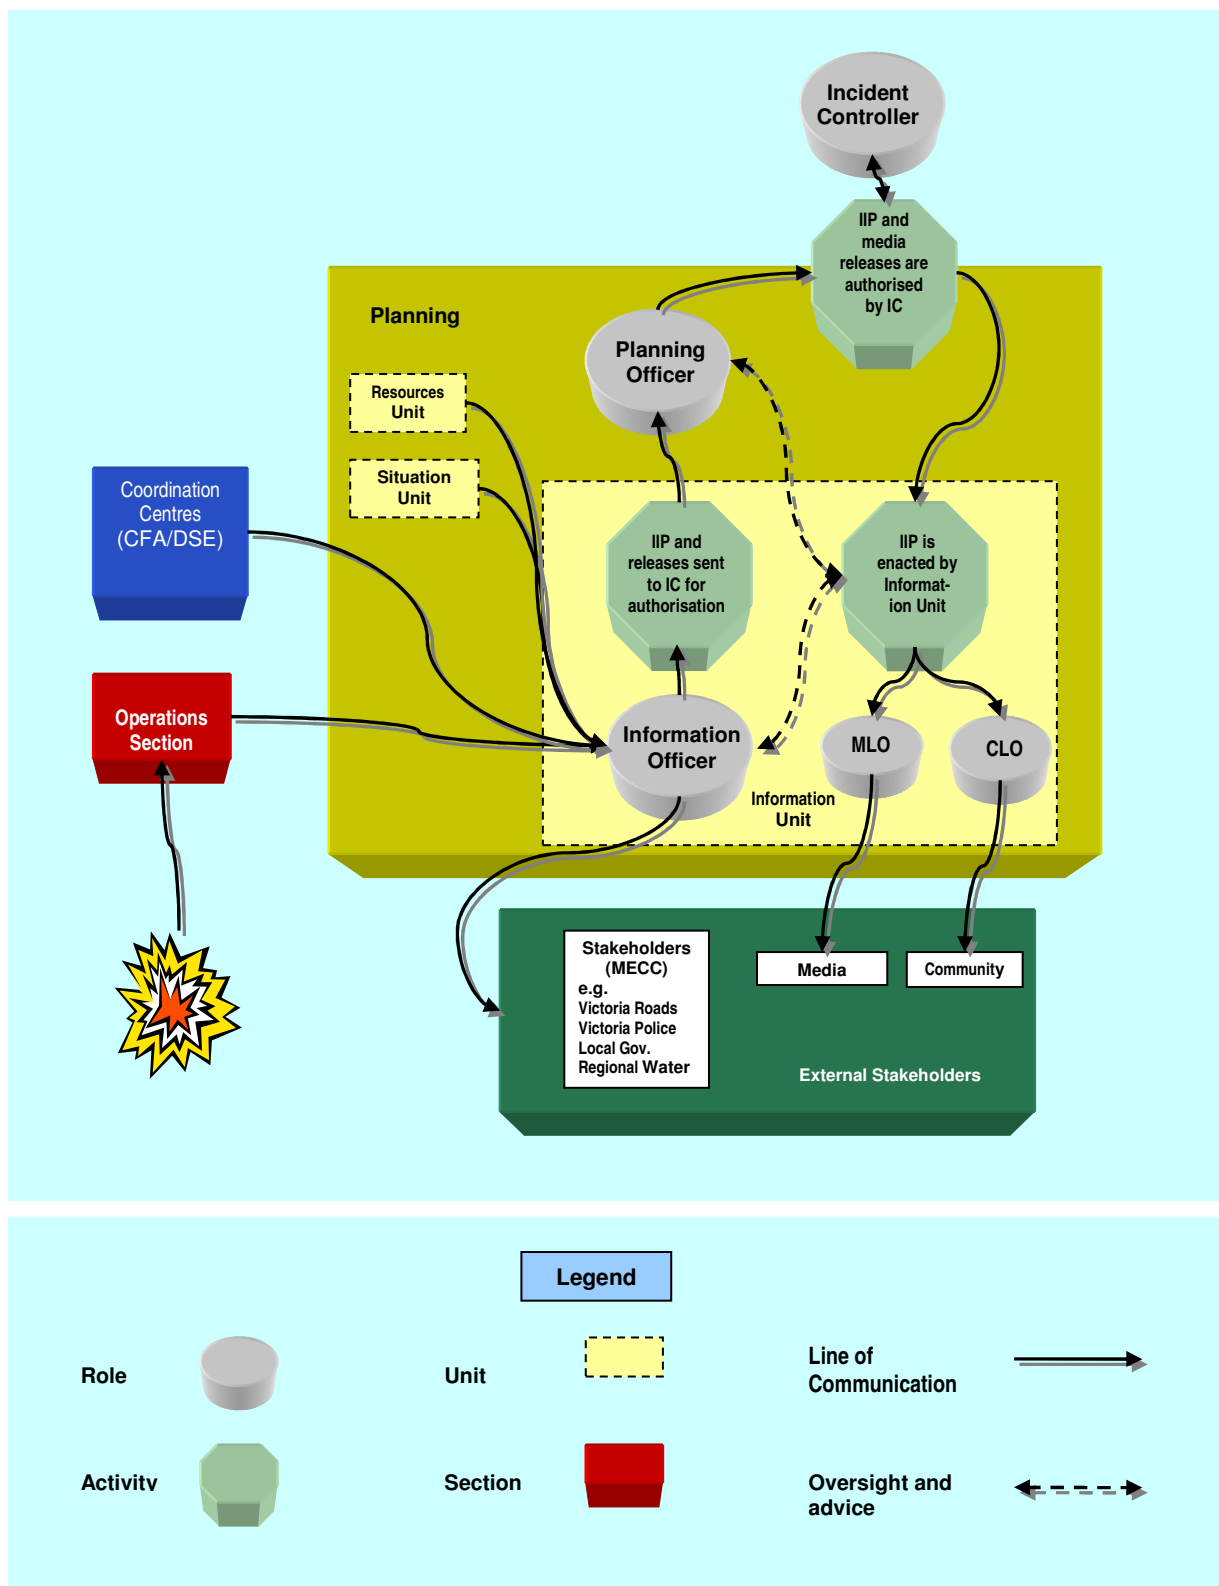 Incident
Controller
IIP and
media
releases are
authorised
by IC
Planning
Planning
Officer
Resources
Unit
Situation
Unit
Coordination
Centres
(CFA/DSE)
IIP and
releases sent
to IC for
authorisation
IIP is
enacted by
Informat-
ion Unit
Operations
Section
Information
Officer
MLO
CLO
Information
Unit
Stakeholders
(MECC)
e.g.
Victoria Roads
Victoria Police
Local Gov.
Regional Water
Media
Community
External Stakeholders
Legend
Role
Unit
Line of
Communication
Activity
Section
Oversight and
advice